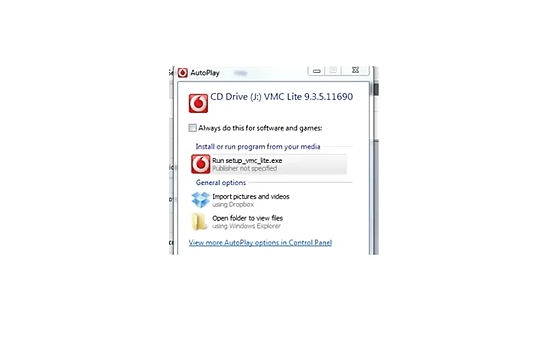 AutoPlay
CD Drive (J:) VMC Lite 9.3.5.11690
Always do this for software and games:
Install or run program from your media
Run setup_vmc_lite.exe
Publisher not specified
General options
Import pictures and videos
using Dropbox
Open folder to view files
using Windows Explorer
View more AutoPlay options in Control Panel